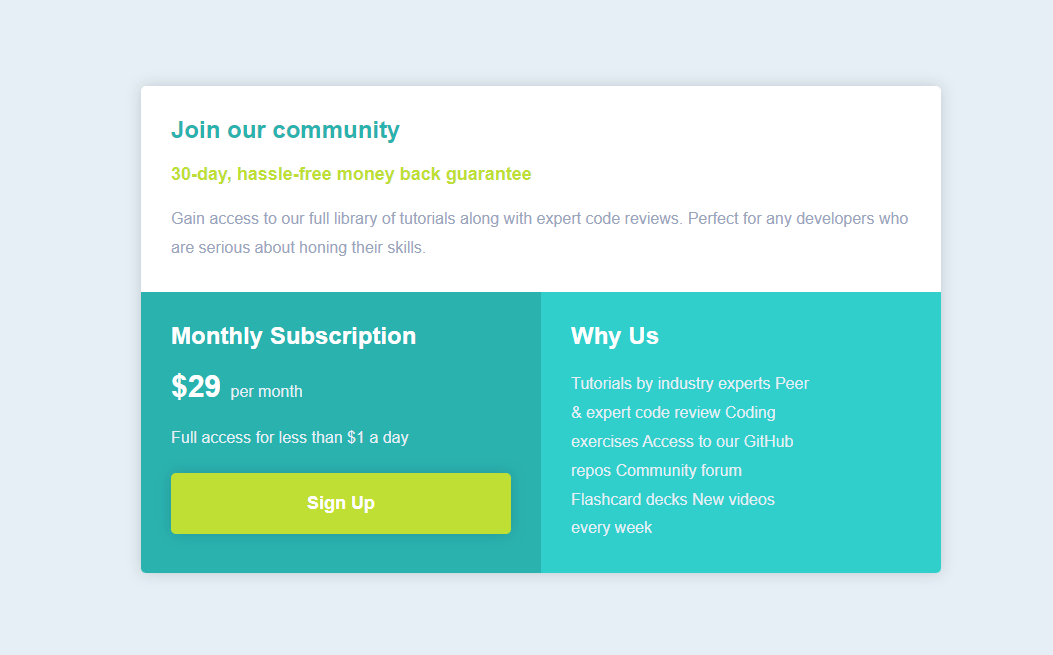 Join our community
30-day, hassle-free money back guarantee
Gain access to our full library of tutorials along with expert code reviews. Perfect for any developers who
are serious about honing their skills.
Monthly Subscription
$29 per month
Full access for less than $1 a day
Sign Up
Why Us
Tutorials by industry experts Peer
& expert code review Coding
exercises Access to our GitHub
repos Community forum
Flashcard decks New videos
every week